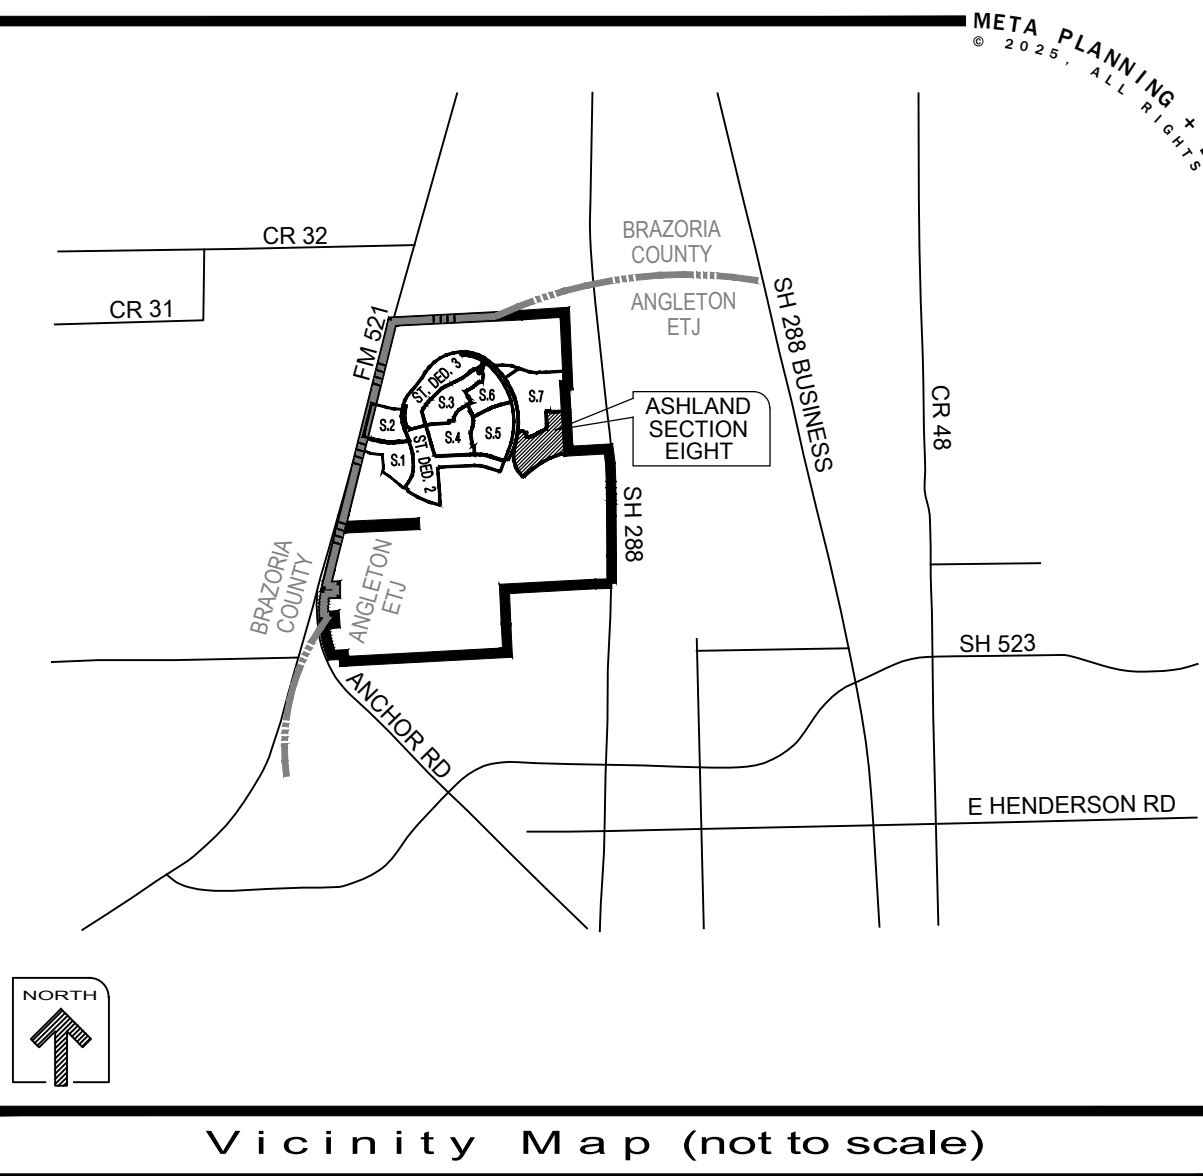 META PLANNING +
© 2025, ALL RIGHTS
CR 32
CR 31
BRAZORIA
COUNTY
ANGLETON
ETJ
FM 521
SH 288 BUSINESS
ST. DED. 3
S.7
S.6
S.3
S.2
S.4
S.5
S.1
ST. DED. 2
ASHLAND
SECTION
EIGHT
CR 48
SH 288
BRAZORIA
COUNTY
ANGLETON
ETJ
SH 523
ANCHOR RD
E HENDERSON RD
NORTH
Vicinity Map (not to scale)